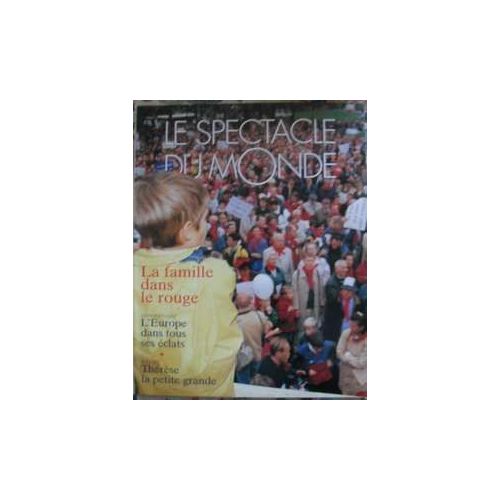 LE SPECTACLE
DU MONDE
La famille
dans
le rouge
L'Europe
dans tous
ses éclats
Thérèse
la petite grande